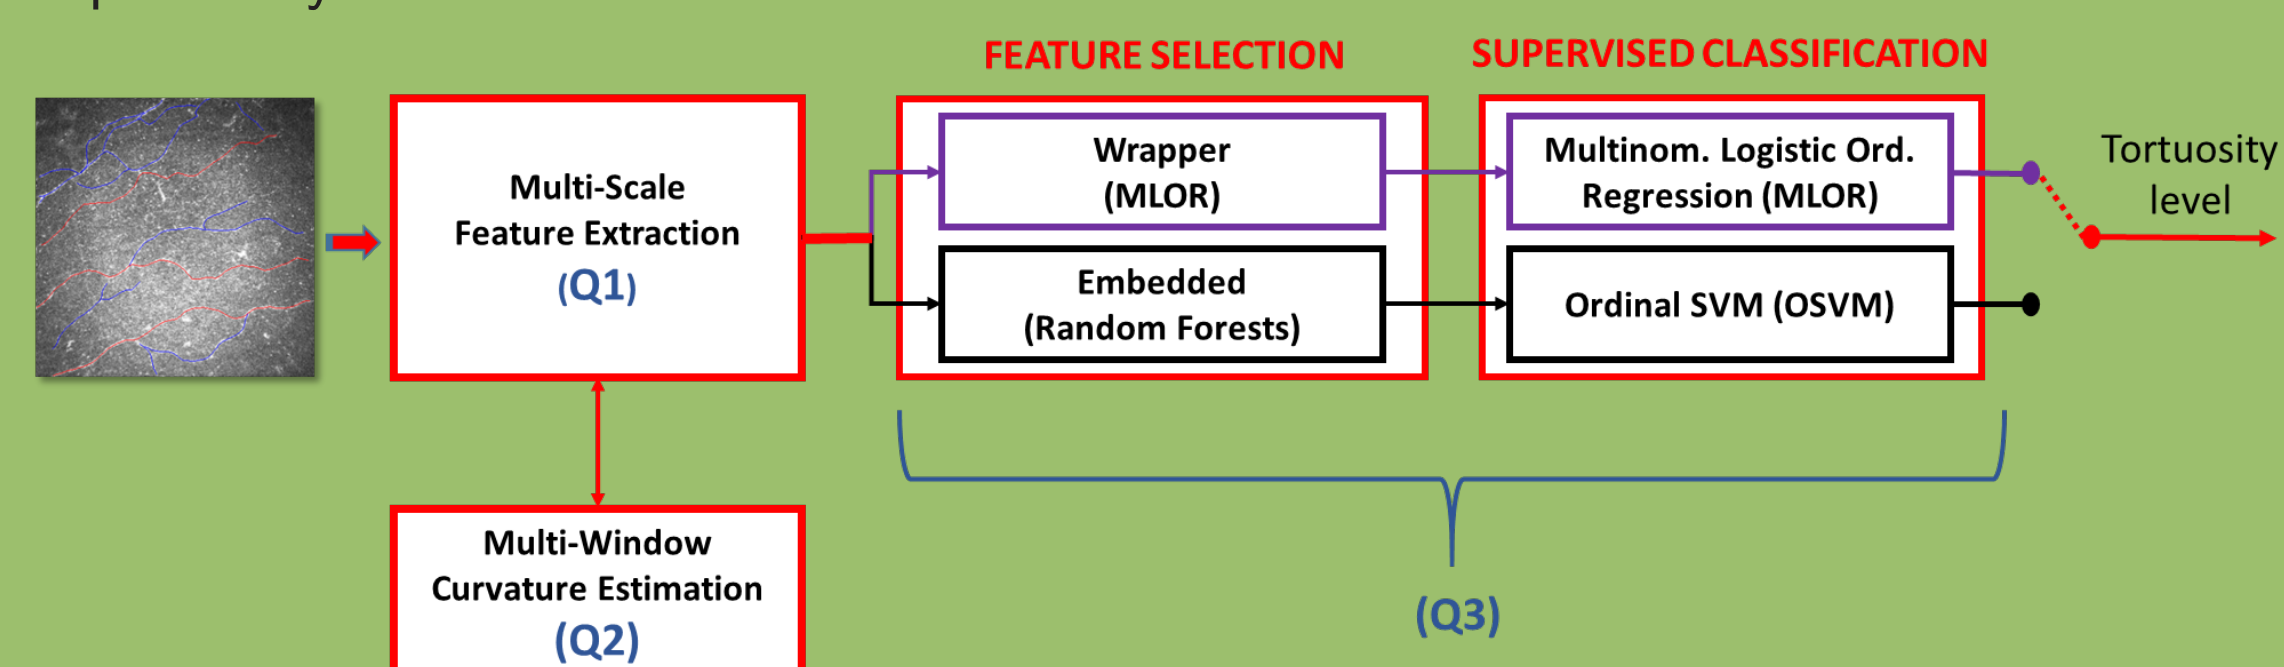 FEATURE SELECTION
SUPERVISED CLASSIFICATION
Multi-Scale
Feature Extraction
(Q1)
Wrapper
(MLOR)
Multinom. Logistic Ord.
Regression (MLOR)
Tortuosity
level
Embedded
(Random Forests)
Ordinal SVM (OSVM)
Multi-Window
Curvature Estimation
(Q2)
(Q3)